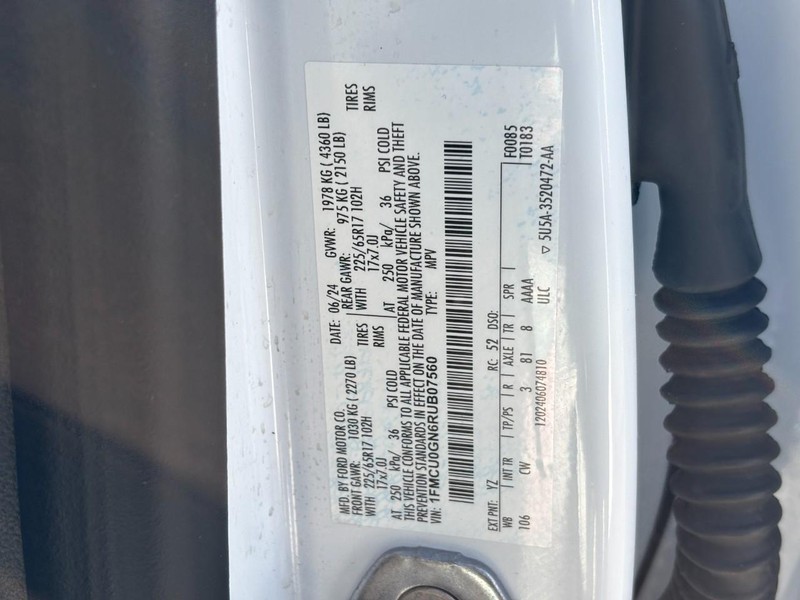 MFD. BY FORD MOTOR CO. DATE: 06/24 GVWR: 1978 KG ( 4360 LB)
FRONT GAWR: 1030 KG ( 2270 LB) REAR GAWR: 975 KG ( 2150 LB)
WITH 225/65R17 102H TIRES WITH 225/65R17 102H TIRES
17x7.0J RIMS 17x7.0J RIMS
AT 250 kPa/ 36 PSI COLD AT 250 kPa/ 36 PSI COLD
THIS VEHICLE CONFORMS TO ALL APPLICABLE FEDERAL MOTOR VEHICLE SAFETY AND THEFT
PREVENTION STANDARDS IN EFFECT ON THE DATE OF MANUFACTURE SHOWN ABOVE.
VIN: 1FMCU0GN6RUB07560 TYPE: MPV
EXT PNT: YZ RC: 52 DSO: F0085
WB INT TR TP/PS R AXLE TR SPR T0183
106 CW 3 81 8 AAAA
1202406074810 ULC ▽ 5U5A-3520472-AA